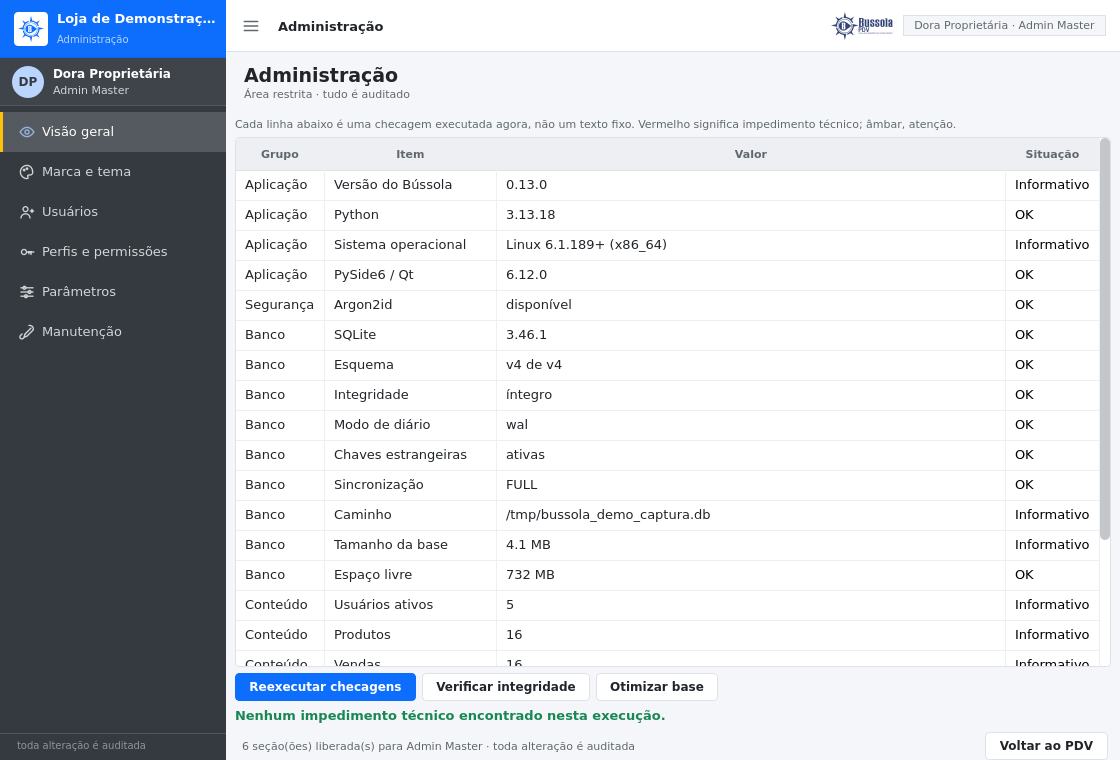 Loja de Demonstraç…
Administração
DP
Dora Proprietária
Admin Master
Visão geral
Marca e tema
Usuários
Perfis e permissões
Parâmetros
Manutenção
toda alteração é auditada
Administração
B Bussola
PDV
Dora Proprietária · Admin Master
Administração
Área restrita · tudo é auditado
Cada linha abaixo é uma checagem executada agora, não um texto fixo. Vermelho significa impedimento técnico; âmbar, atenção.
Grupo Item Valor Situação
Aplicação Versão do Bússola 0.13.0 Informativo
Aplicação Python 3.13.18 OK
Aplicação Sistema operacional Linux 6.1.189+ (x86_64) Informativo
Aplicação PySide6 / Qt 6.12.0 OK
Segurança Argon2id disponível OK
Banco SQLite 3.46.1 OK
Banco Esquema v4 de v4 OK
Banco Integridade íntegro OK
Banco Modo de diário wal OK
Banco Chaves estrangeiras ativas OK
Banco Sincronização FULL OK
Banco Caminho /tmp/bussola_demo_captura.db Informativo
Banco Tamanho da base 4.1 MB Informativo
Banco Espaço livre 732 MB OK
Conteúdo Usuários ativos 5 Informativo
Conteúdo Produtos 16 Informativo
Conteúdo Vendas 16 Informativo
Reexecutar checagens Verificar integridade Otimizar base
Nenhum impedimento técnico encontrado nesta execução.
6 seção(ões) liberada(s) para Admin Master · toda alteração é auditada
Voltar ao PDV